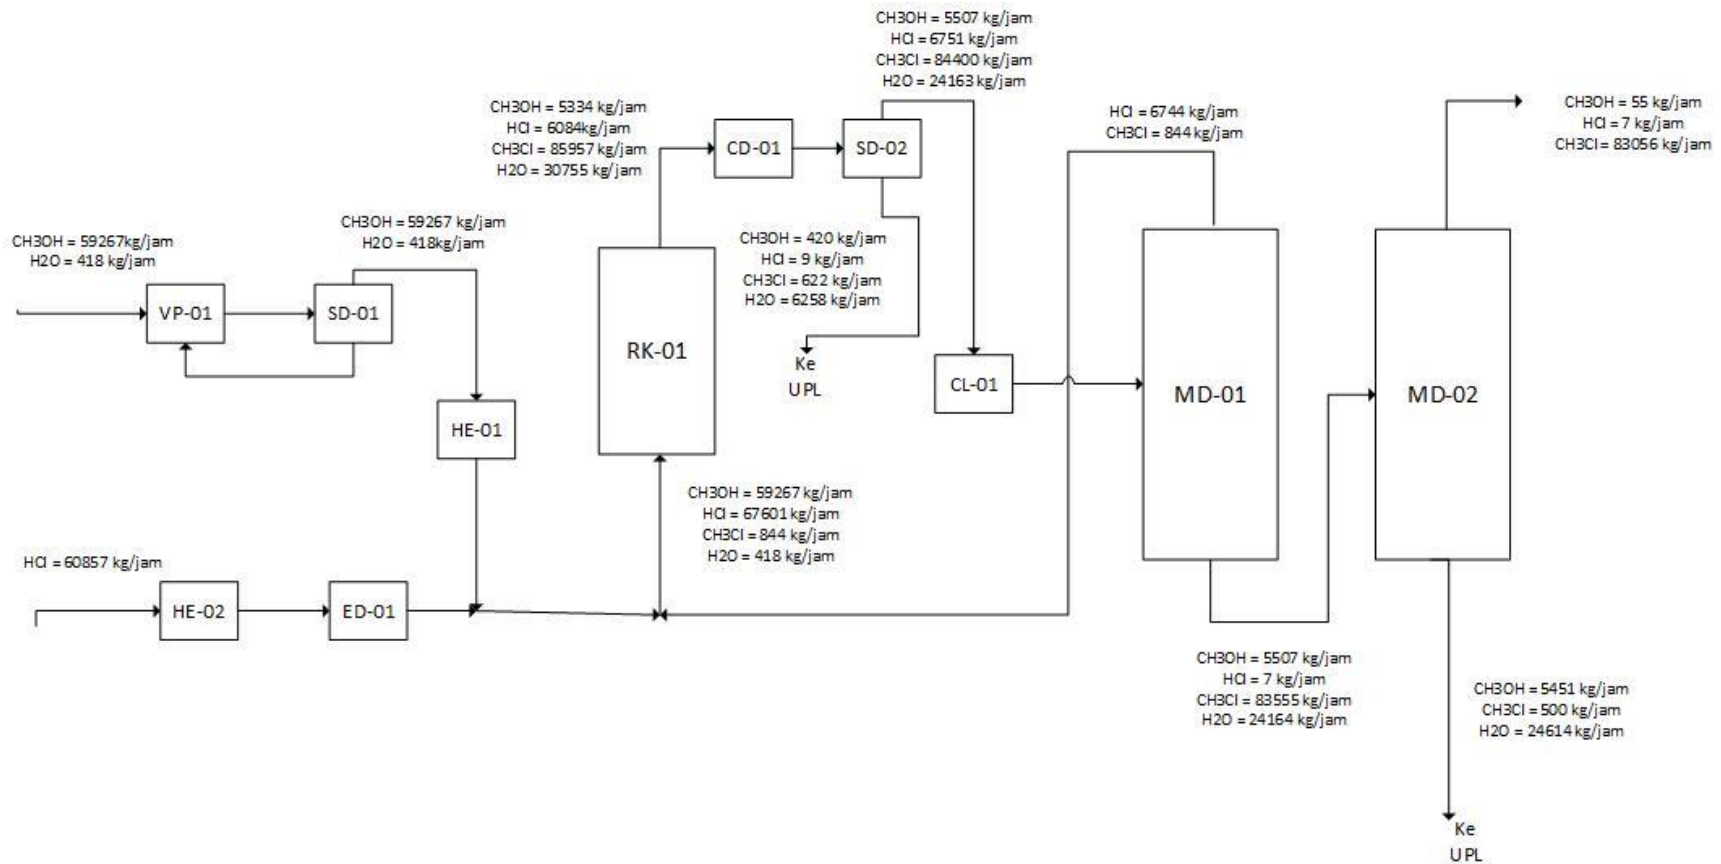 CH3OH = 5507 kg/jam
HCl = 6751 kg/jam
CH3Cl = 84400 kg/jam
H2O = 24163 kg/jam
CH3OH = 5334 kg/jam
HCl = 6084kg/jam
CH3Cl = 85957 kg/jam
H2O = 30755 kg/jam
HCl = 6744 kg/jam
CH3Cl = 844 kg/jam
CH3OH = 55 kg/jam
HCl = 7 kg/jam
CH3Cl = 83056 kg/jam
CD-01
SD-02
CH3OH = 59267kg/jam
H2O = 418 kg/jam
CH3OH = 59267 kg/jam
H2O = 418kg/jam
CH3OH = 420 kg/jam
HCl = 9 kg/jam
CH3Cl = 622 kg/jam
H2O = 6258 kg/jam
VP-01
SD-01
RK-01
Ke
UPL
CL-01
MD-01
MD-02
HE-01
CH3OH = 59267 kg/jam
HCl = 67601 kg/jam
CH3Cl = 844 kg/jam
H2O = 418 kg/jam
HCl = 60857 kg/jam
HE-02
ED-01
CH3OH = 5507 kg/jam
HCl = 7 kg/jam
CH3Cl = 83555 kg/jam
H2O = 24164 kg/jam
CH3OH = 5451 kg/jam
CH3Cl = 500 kg/jam
H2O = 24614 kg/jam
Ke
UPL